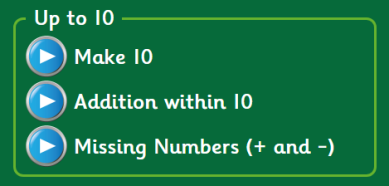 Up to 10
Make 10
Addition within 10
Missing Numbers (+ and -)